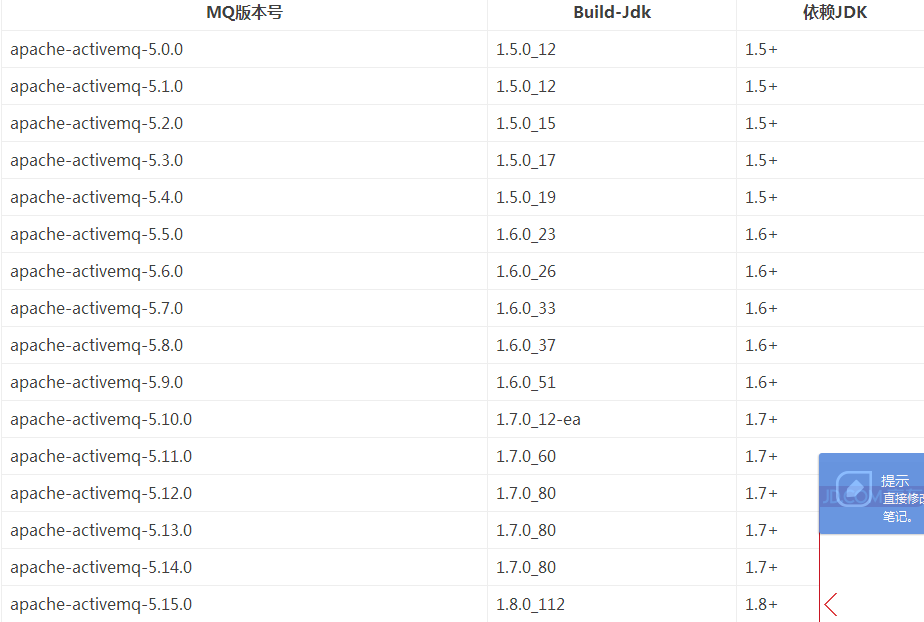 MQ版本号 Build-Jdk 依赖JDK
apache-activemq-5.0.0 1.5.0_12 1.5+
apache-activemq-5.1.0 1.5.0_12 1.5+
apache-activemq-5.2.0 1.5.0_15 1.5+
apache-activemq-5.3.0 1.5.0_17 1.5+
apache-activemq-5.4.0 1.5.0_19 1.5+
apache-activemq-5.5.0 1.6.0_23 1.6+
apache-activemq-5.6.0 1.6.0_26 1.6+
apache-activemq-5.7.0 1.6.0_33 1.6+
apache-activemq-5.8.0 1.6.0_37 1.6+
apache-activemq-5.9.0 1.6.0_51 1.6+
apache-activemq-5.10.0 1.7.0_12-ea 1.7+
apache-activemq-5.11.0 1.7.0_60 1.7+
apache-activemq-5.12.0 1.7.0_80 1.7+
apache-activemq-5.13.0 1.7.0_80 1.7+
apache-activemq-5.14.0 1.7.0_80 1.7+
apache-activemq-5.15.0 1.8.0_112 1.8+
提示
JD.COM
直接修改
笔记。